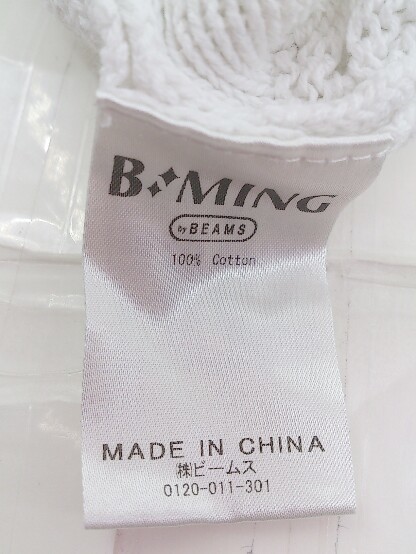 B:MING
by BEAMS
100% Cotton
MADE IN CHINA
㈱ビームス
0120-011-301